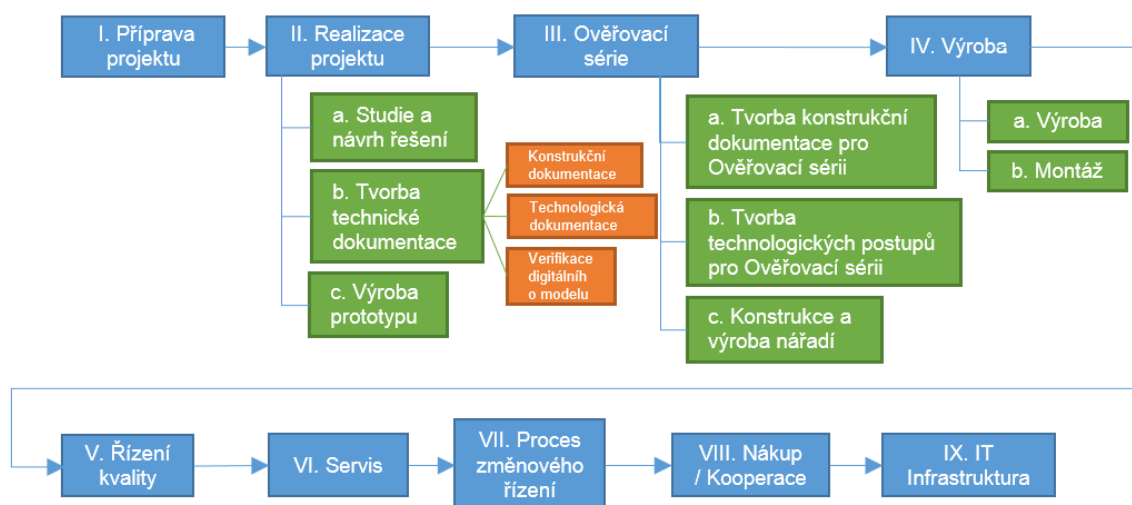 I. Příprava
projektu
II. Realizace
projektu
III. Ověřovací
série
IV. Výroba
a. Studie a
návrh řešení
b. Tvorba
technické
dokumentace
c. Výroba
prototypu
Konstrukční
dokumentace
Technologická
dokumentace
Verifikace
digitálníh
o modelu
a. Tvorba konstrukční
dokumentace pro
Ověřovací sérii
b. Tvorba
technologických postupů
pro Ověřovací sérii
c. Konstrukce a
výroba nářadí
a. Výroba
b. Montáž
V. Řízení
kvality
VI. Servis
VII. Proces
změnového
řízení
VIII. Nákup
/ Kooperace
IX. IT
Infrastruktura